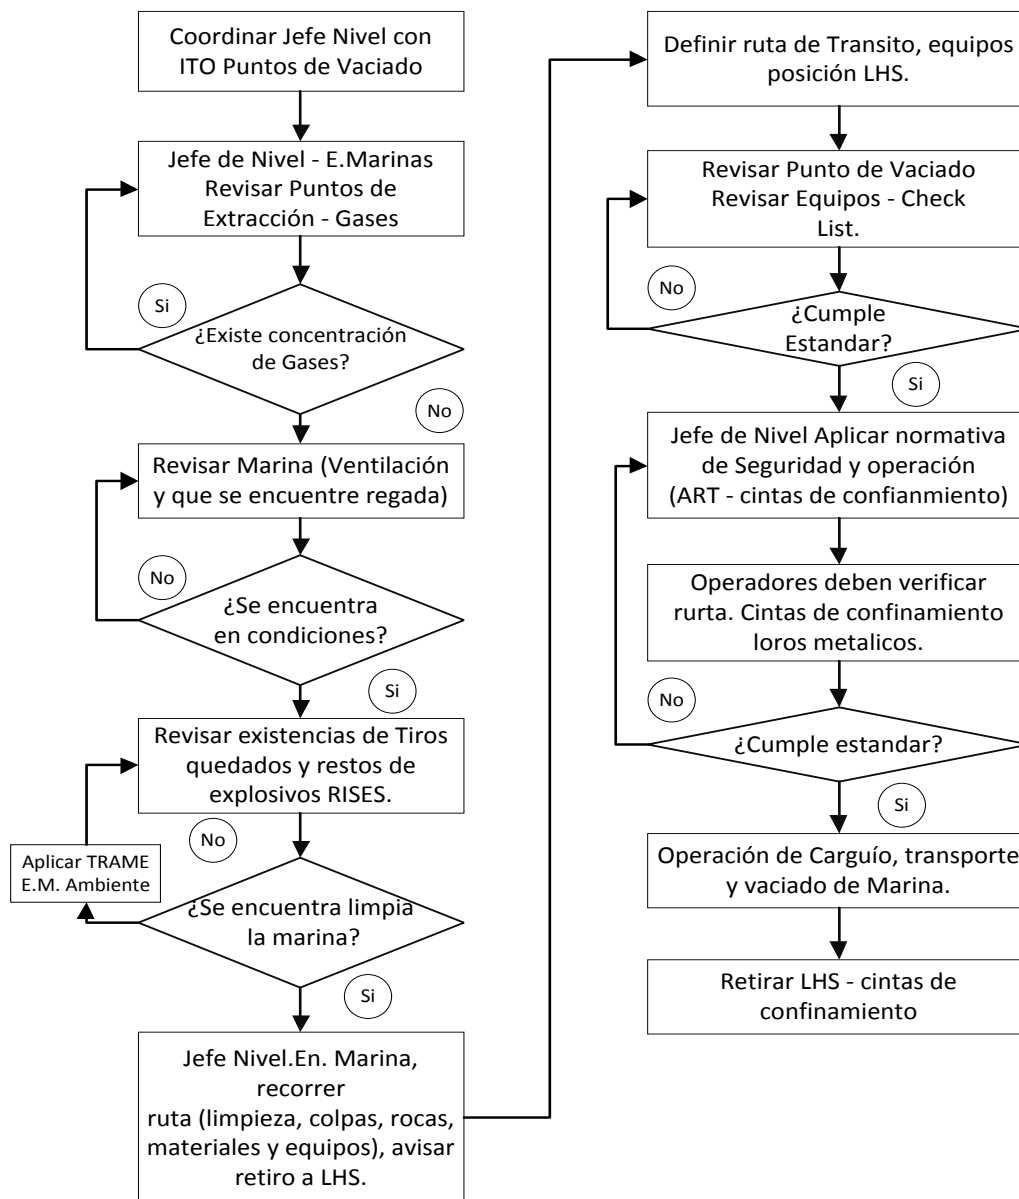 Coordinar Jefe Nivel con
ITO Puntos de Vaciado
Jefe de Nivel - E.Marinas
Revisar Puntos de
Extracción - Gases
Si
¿Existe concentración
de Gases?
No
Revisar Marina (Ventilación
y que se encuentre regada)
No
¿Se encuentra
en condiciones?
Si
Revisar existencias de Tiros
quedados y restos de
explosivos RISES.
No
Aplicar TRAME
E.M. Ambiente
¿Se encuentra limpia
la marina?
Si
Jefe Nivel.En. Marina,
recorrer
ruta (limpieza, colpas, rocas,
materiales y equipos), avisar
retiro a LHS.
Definir ruta de Transito, equipos
posición LHS.
Revisar Punto de Vaciado
Revisar Equipos - Check
List.
No
¿Cumple
Estandar?
Si
Jefe de Nivel Aplicar normativa
de Seguridad y operación
(ART - cintas de confianmiento)
Operadores deben verificar
rurta. Cintas de confinamiento
loros metalicos.
No
¿Cumple estandar?
Si
Operación de Carguío, transporte
y vaciado de Marina.
Retirar LHS - cintas de
confinamiento